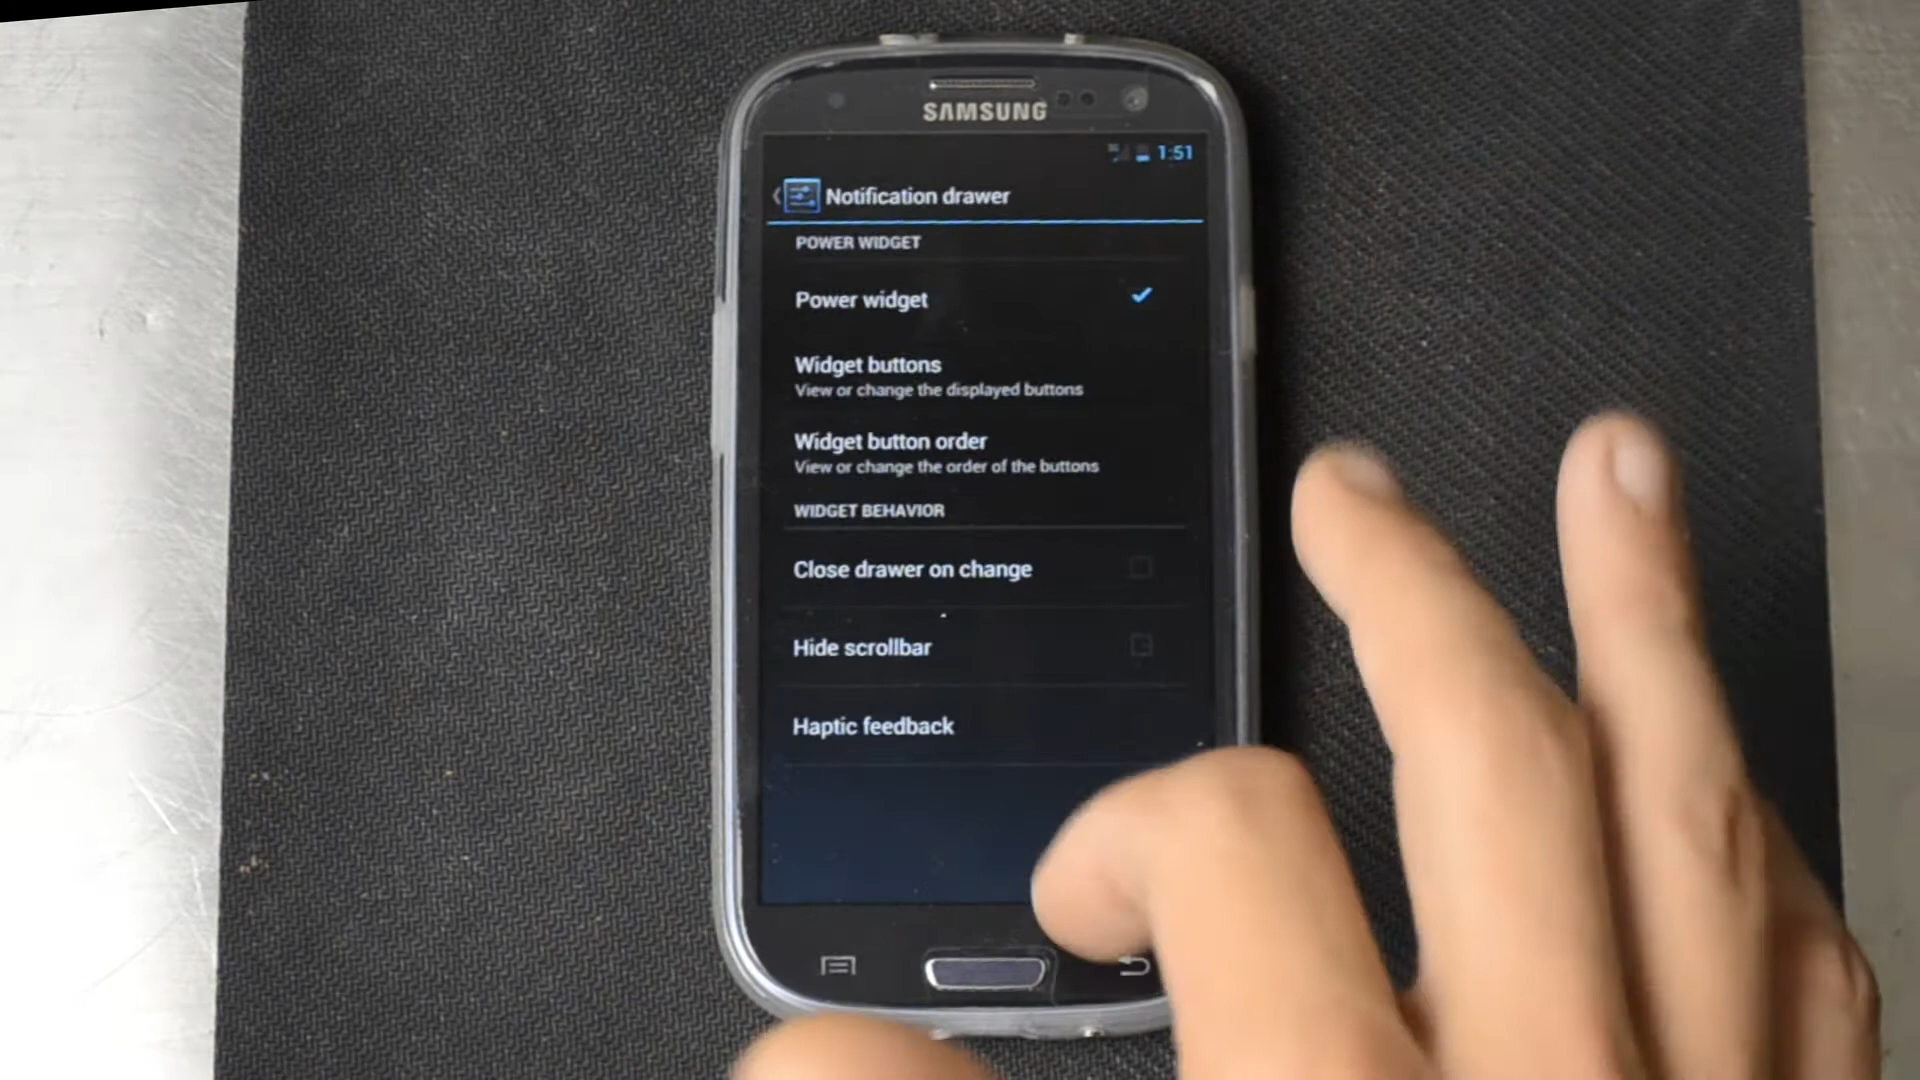 SAMSUNG
1:51
Notification drawer
POWER WIDGET
Power widget
Widget buttons
View or change the displayed buttons
Widget button order
View or change the order of the buttons
WIDGET BEHAVIOR
Close drawer on change
Hide scrollbar
Haptic feedback